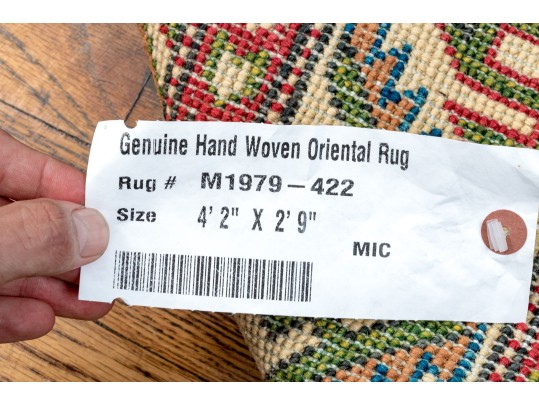 Genuine Hand Woven Oriental Rug
Rug # M1979-422
Size 4' 2" X 2' 9"
MIC